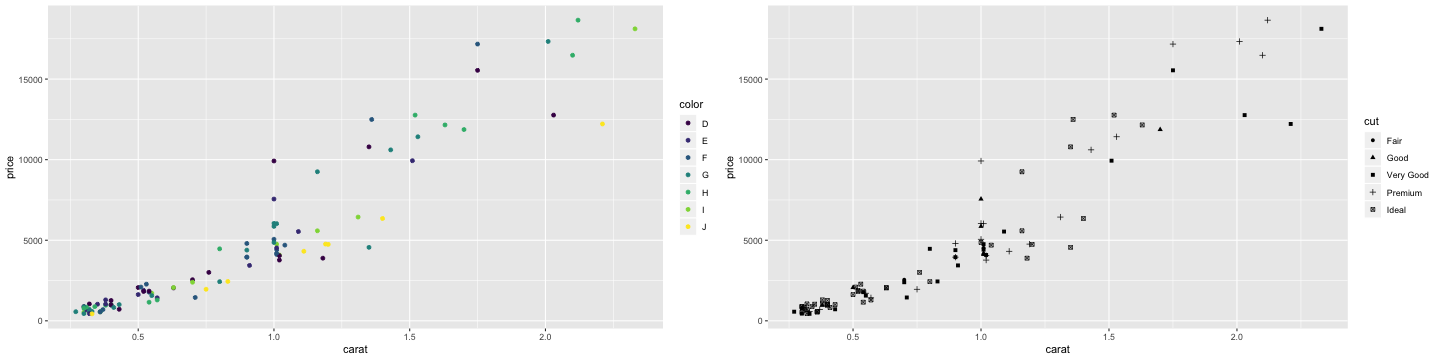 15000
10000
5000
0
price
0.5
1.0
1.5
2.0
carat
color
D
E
F
G
H
I
J
15000
10000
5000
0
price
0.5
1.0
1.5
2.0
carat
cut
Fair
Good
Very Good
Premium
Ideal